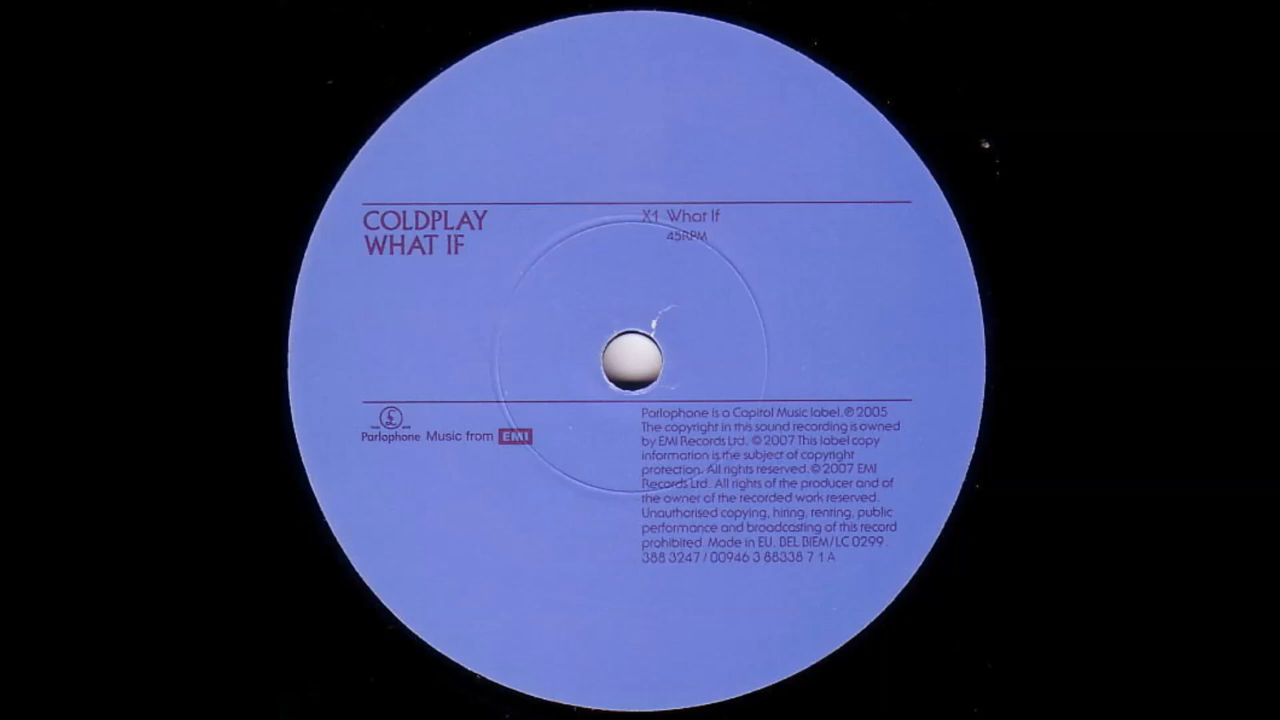 COLDPLAY
WHAT IF
X1 What If
45RPM
£
Parlophone Music from EMI
Parlophone is a Capitol Music label. ℗ 2005
The copyright in this sound recording is owned
by EMI Records Ltd. © 2007 This label copy
information is the subject of copyright
protection. All rights reserved. © 2007 EMI
Records Ltd. All rights of the producer and of
the owner of the recorded work reserved.
Unauthorised copying, hiring, renting, public
performance and broadcasting of this record
prohibited. Made in EU. BEL BIEM/LC 0299.
388 3247 / 00946 3 88338 7 1 A